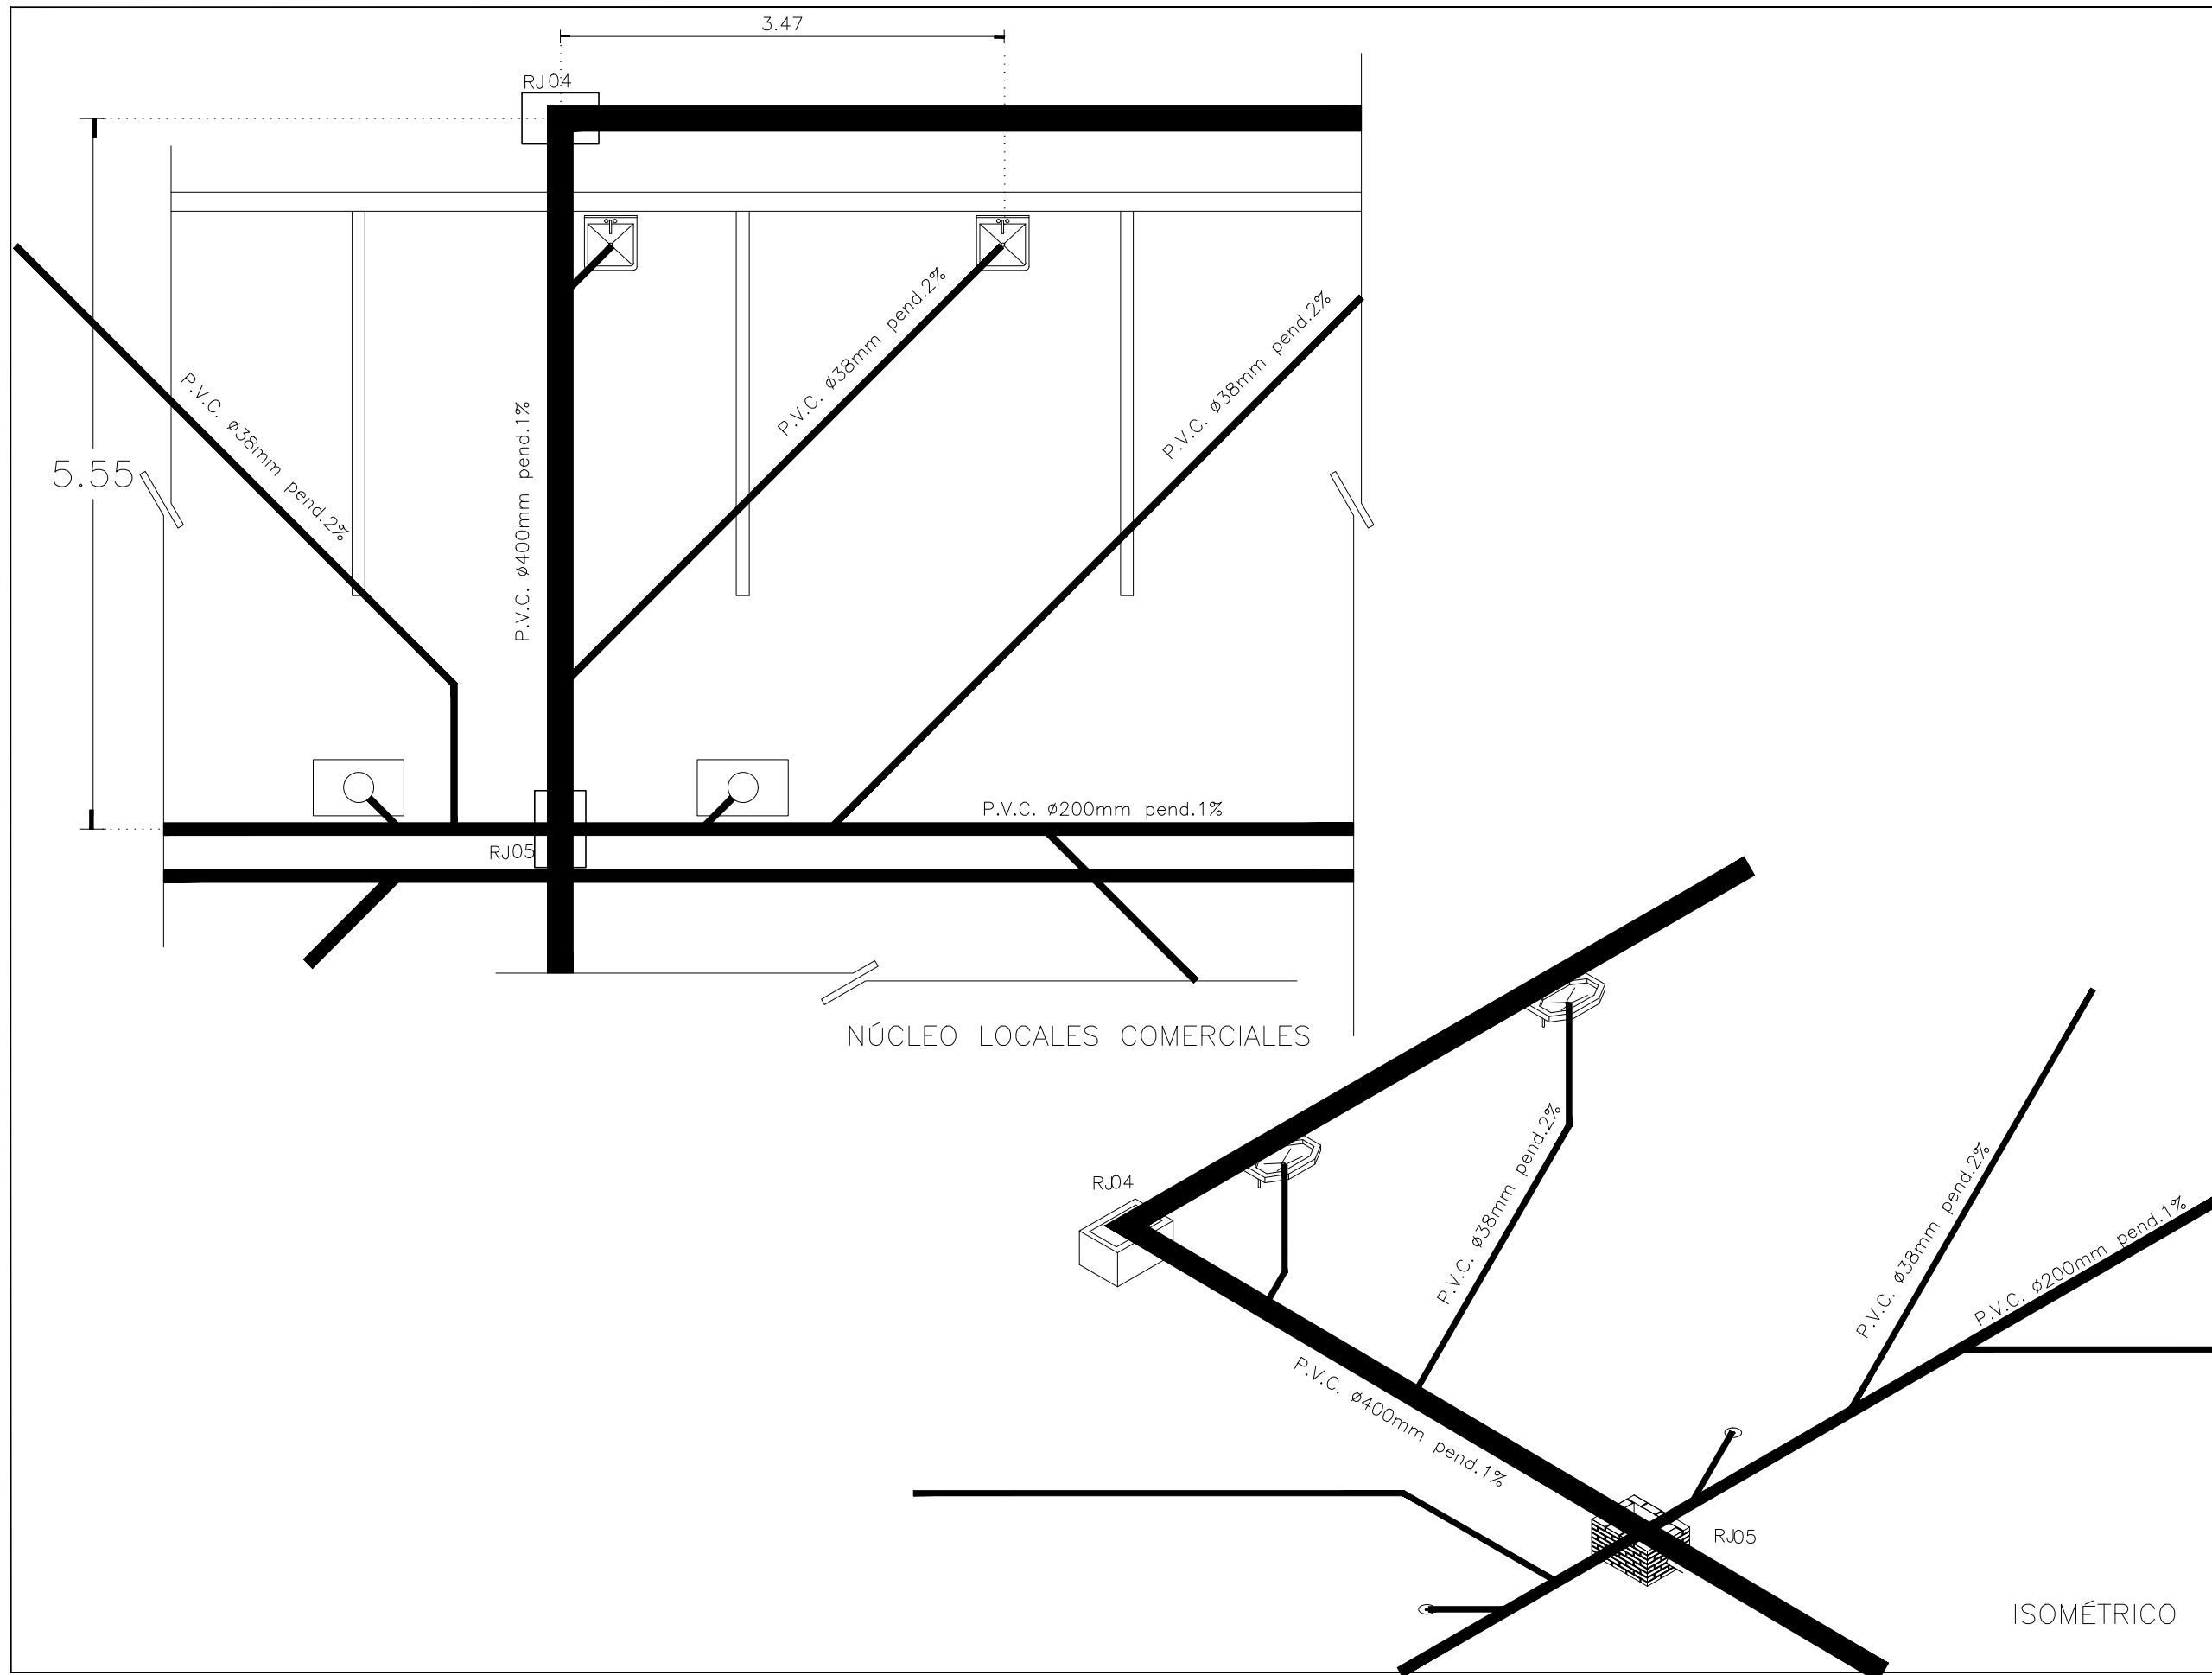 3.47
RJ04
P.V.C. ø38mm pend.2%
P.V.C. ø38mm pend.2%
P.V.C. ø38mm pend.2%
P.V.C. ø400mm pend.1%
5.55
P.V.C. ø200mm pend.1%
RJ05
NÚCLEO LOCALES COMERCIALES
RJ04
P.V.C. ø38mm pend.2%
P.V.C. ø38mm pend.2%
P.V.C. ø200mm pend.1%
P.V.C. ø400mm pend.1%
RJ05
ISOMÉTRICO